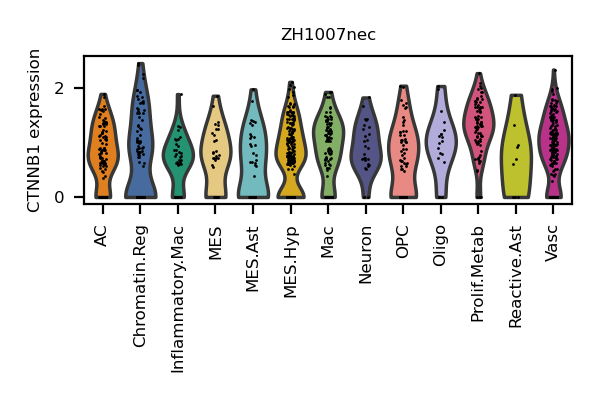 ZH1007nec
CTNNB1 expression
2
0
AC
Chromatin.Reg
Inflammatory.Mac
MES
MES.Ast
MES.Hyp
Mac
Neuron
OPC
Oligo
Prolif.Metab
Reactive.Ast
Vasc